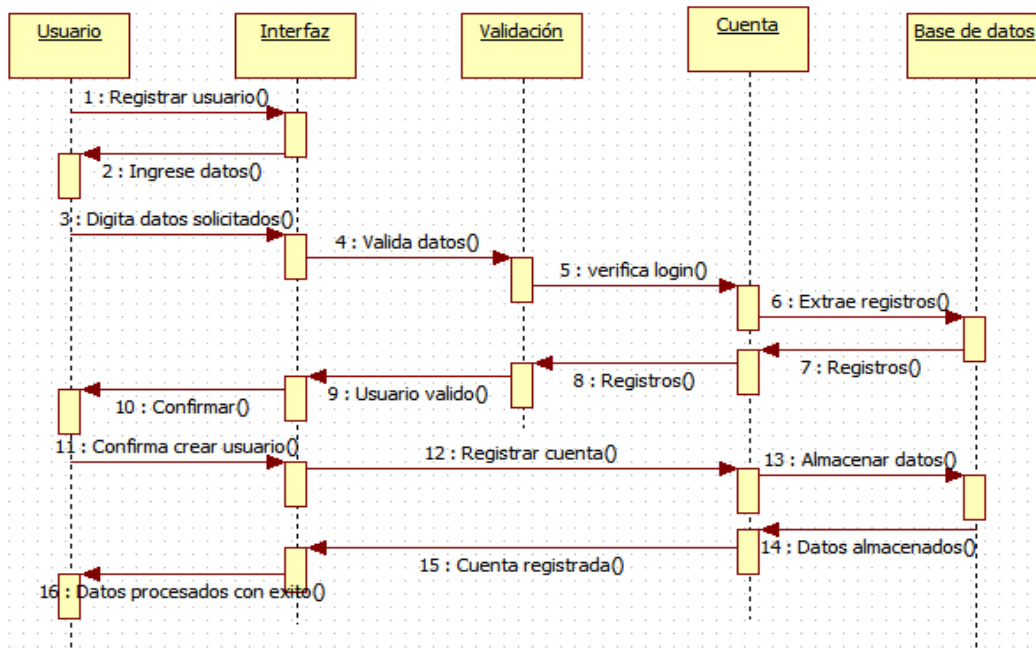 Usuario
Interfaz
Validación
Cuenta
Base de datos
1 : Registrar usuario()
2 : Ingrese datos()
3 : Digita datos solicitados()
4 : Valida datos()
5 : verifica login()
6 : Extrae registros()
7 : Registros()
8 : Registros()
9 : Usuario valido()
10 : Confirmar()
11 : Confirma crear usuario()
12 : Registrar cuenta()
13 : Almacenar datos()
14 : Datos almacenados()
15 : Cuenta registrada()
16 : Datos procesados con exito()